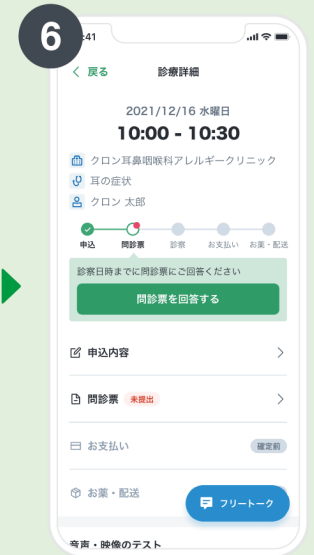 6
:41
戻る 診療詳細
2021/12/16 水曜日
10:00 - 10:30
クロン耳鼻咽喉科アレルギークリニック
耳の症状
クロン 太郎
申込 問診票 診察 お支払い お薬・配送
診察日時までに問診票にご回答ください
問診票を回答する
申込内容
問診票 未提出
お支払い 確定前
お薬・配送
フリートーク
音声・映像のテスト